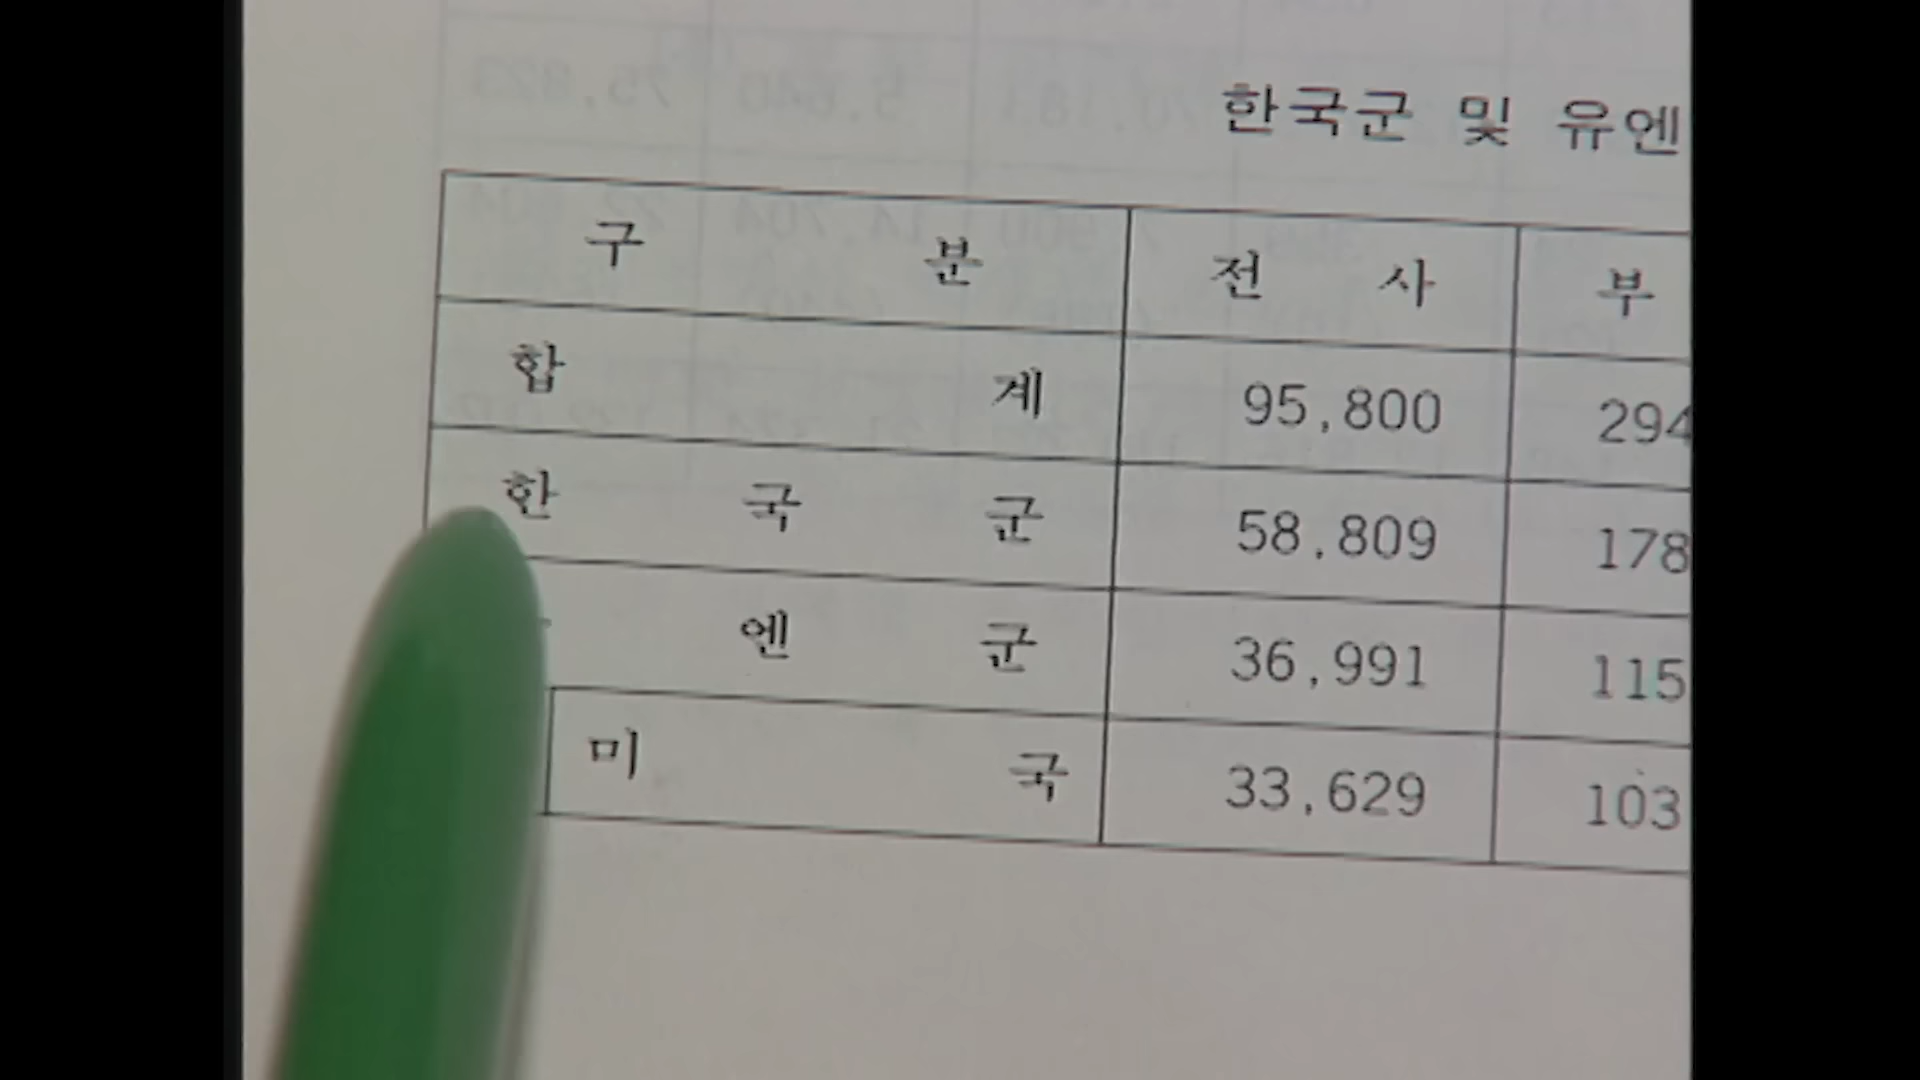 한국군 및 유엔
구 분 전 사 부
합 계 95,800 294
한 국 군 58,809 178
엔 군 36,991 115
미 국 33,629 103